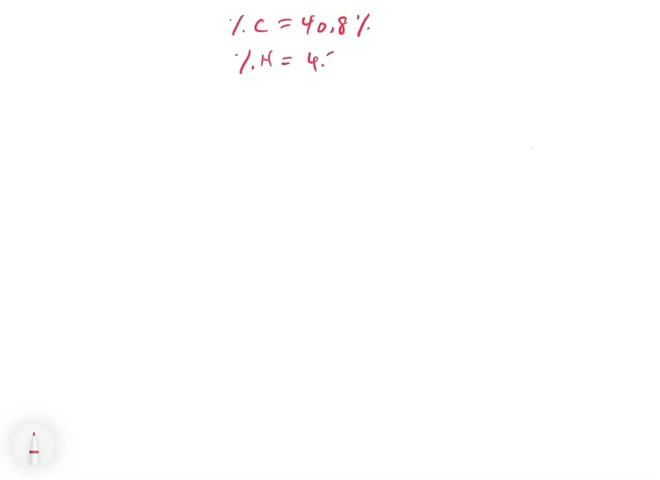 % C = 40.8%
% H = 4.